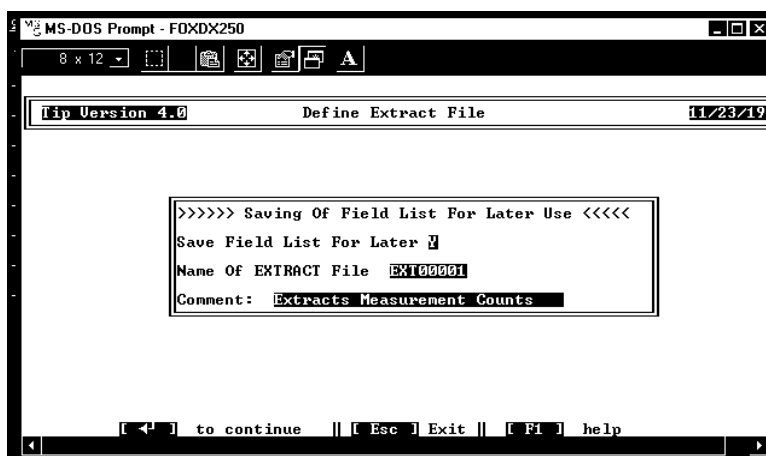 MS-DOS Prompt - FOXDX250
8 x 12
A
Tip Version 4.0 Define Extract File 11/23/19
>>>>>> Saving Of Field List For Later Use <<<<<
Save Field List For Later Y
Name Of EXTRACT File EXT00001
Comment: Extracts Measurement Counts
[ ◄┘ ] to continue || [ Esc ] Exit || [ F1 ] help